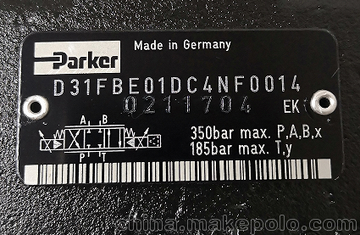 Made in Germany
Parker
D31FBE01DC4NF0014
0211704
EK
A B
P T
350bar max. P,A,B,x
185bar max. T,y
china.makepolo.com